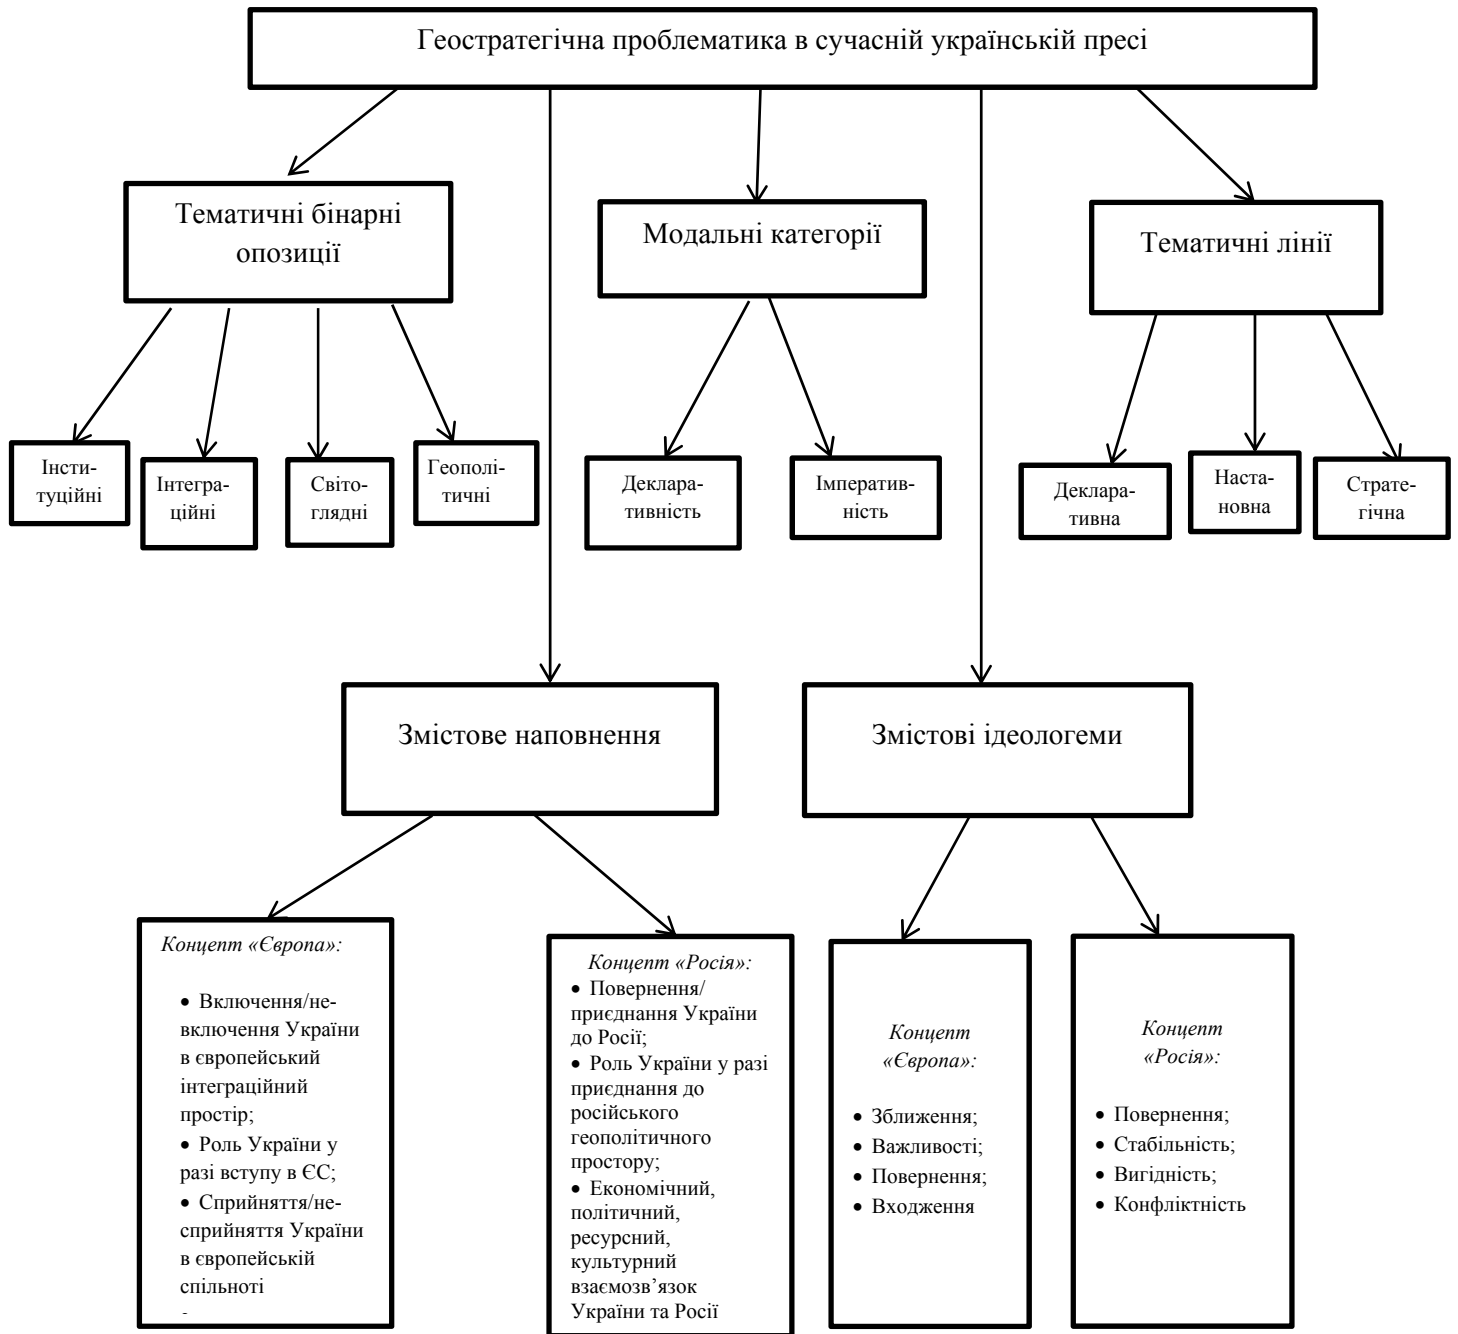 Геостратегічна проблематика в сучасній українській пресі
Тематичні бінарні
опозиції
Модальні категорії
Тематичні лінії
Інсти-
туційні
Інтегра-
ційні
Світо-
глядні
Геополі-
тичні
Деклара-
тивність
Імператив-
ність
Деклара-
тивна
Наста-
новна
Страте-
гічна
Змістове наповнення
Змістові ідеологеми
Концепт «Європа»:
• Включення/не-
включення України
в європейський
інтеграційний
простір;
• Роль України у
разі вступу в ЄС;
• Сприйняття/не-
сприйняття України
в європейській
спільноті
Концепт «Росія»:
• Повернення/
приєднання України
до Росії;
• Роль України у разі
приєднання до
російського
геополітичного
простору;
• Економічний,
політичний,
ресурсний,
культурний
взаємозв’язок
України та Росії
Концепт
«Європа»:
• Зближення;
• Важливості;
• Повернення;
• Входження
Концепт
«Росія»:
• Повернення;
• Стабільність;
• Вигідність;
• Конфліктність